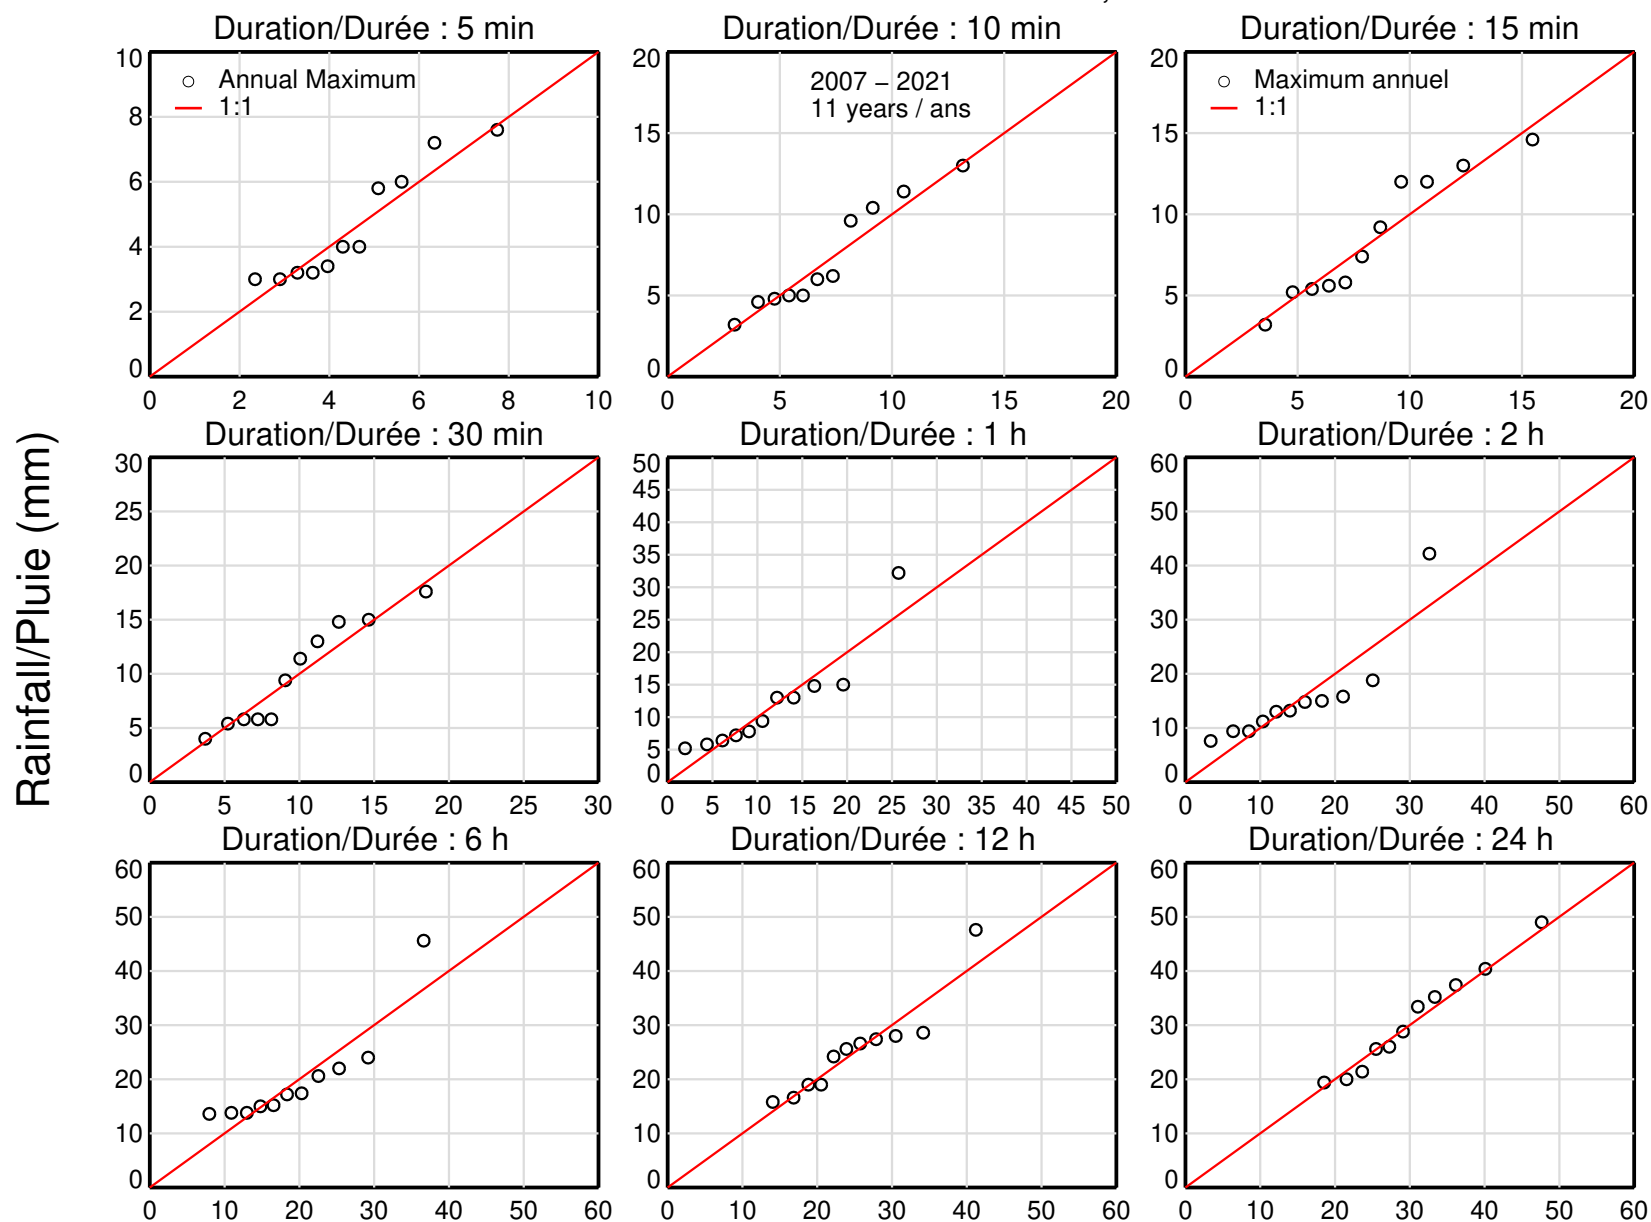 Duration/Durée : 5 min
Duration/Durée : 10 min
Duration/Durée : 15 min
10
8
6
4
2
0
0 2 4 6 8 10
Annual Maximum
1:1
20
15
10
5
0
0 5 10 15 20
2007 – 2021
11 years / ans
20
15
10
5
0
0 5 10 15 20
Maximum annuel
1:1
Rainfall/Pluie (mm)
Duration/Durée : 30 min
Duration/Durée : 1 h
Duration/Durée : 2 h
30
25
20
15
10
5
0
0 5 10 15 20 25 30
50
45
40
35
30
25
20
15
10
5
0
0 5 10 15 20 25 30 35 40 45 50
60
50
40
30
20
10
0
0 10 20 30 40 50 60
Duration/Durée : 6 h
Duration/Durée : 12 h
Duration/Durée : 24 h
60
50
40
30
20
10
0
0 10 20 30 40 50 60
60
50
40
30
20
10
0
0 10 20 30 40 50 60
60
50
40
30
20
10
0
0 10 20 30 40 50 60